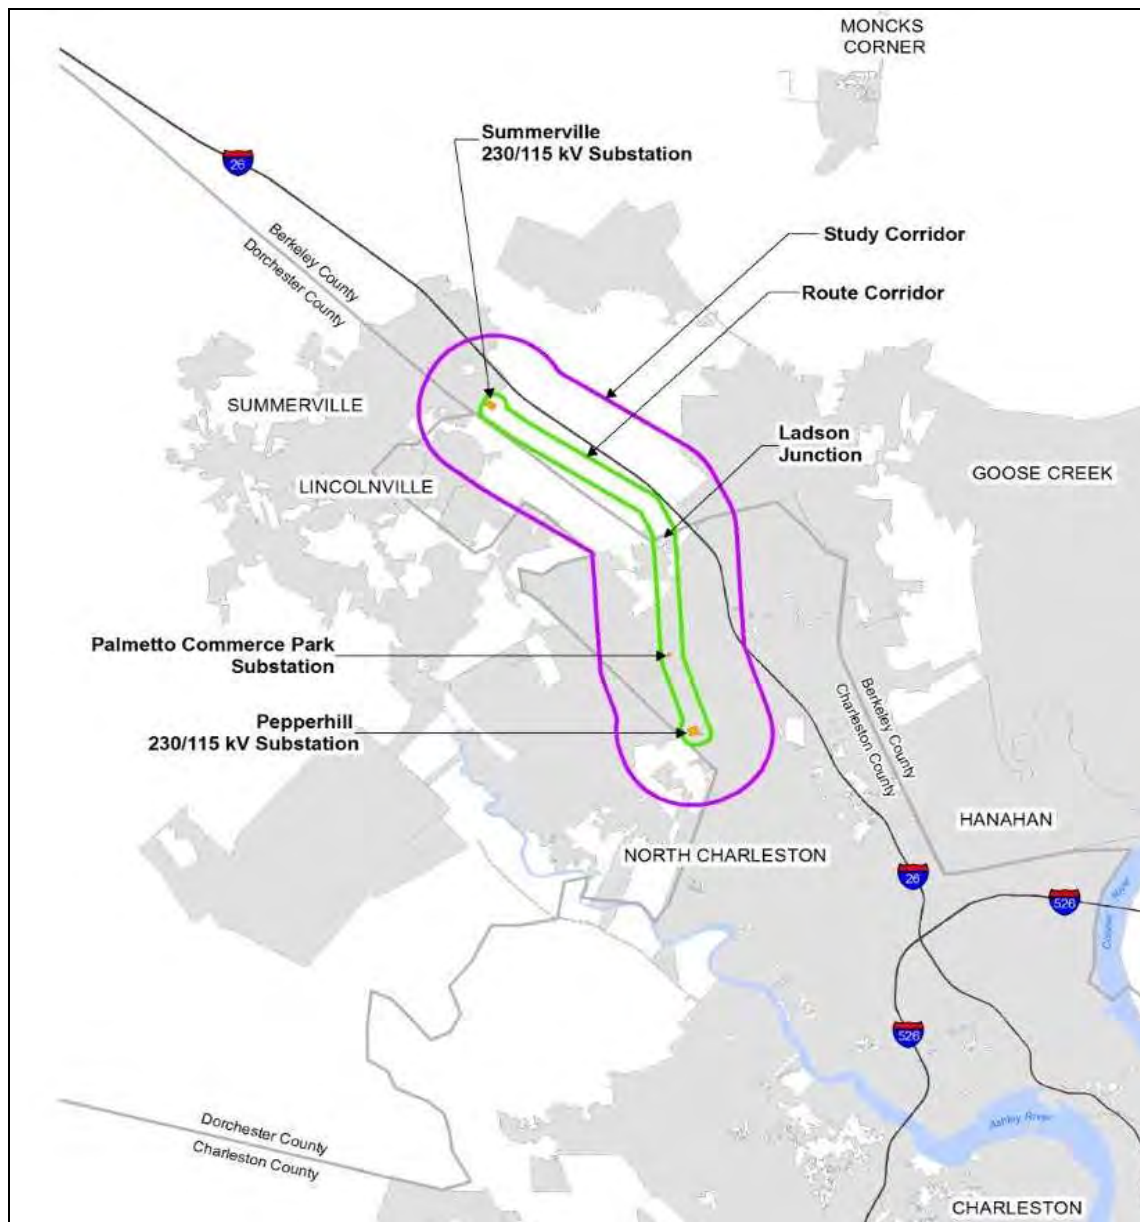 MONCKS
CORNER
Summerville
230/115 kV Substation
26
Study Corridor
Berkeley County
Dorchester County
Route Corridor
SUMMERVILLE
Ladson
Junction
GOOSE CREEK
LINCOLNVILLE
Palmetto Commerce Park
Substation
Berkeley County
Charleston County
Pepperhill
230/115 kV Substation
HANAHAN
NORTH CHARLESTON
26
526
Cooper River
526
Ashley River
Dorchester County
Charleston County
CHARLESTON